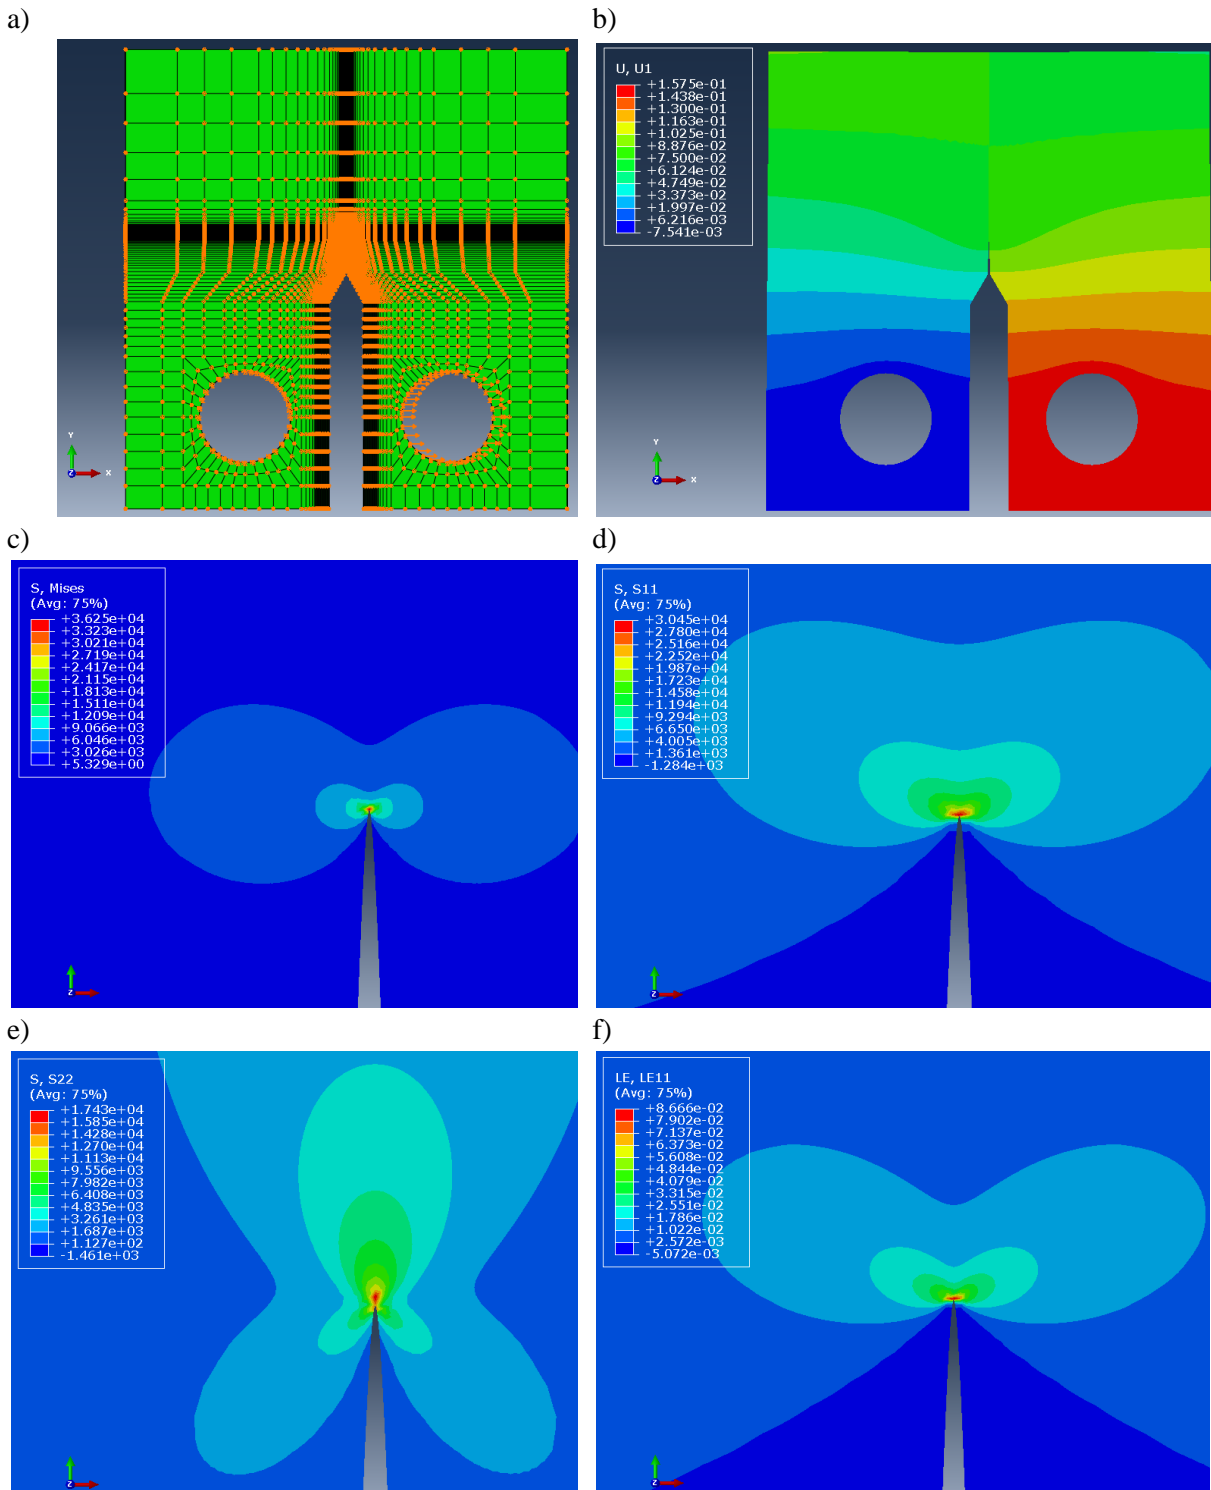 a)
Y
Z
X
b)
U, U1
+1.575e-01
+1.438e-01
+1.300e-01
+1.163e-01
+1.025e-01
+8.876e-02
+7.500e-02
+6.124e-02
+4.749e-02
+3.373e-02
+1.997e-02
+6.216e-03
-7.541e-03
Y
Z
X
c)
S, Mises
(Avg: 75%)
+3.625e+04
+3.323e+04
+3.021e+04
+2.719e+04
+2.417e+04
+2.115e+04
+1.813e+04
+1.511e+04
+1.209e+04
+9.066e+03
+6.046e+03
+3.026e+03
+5.329e+00
Z
d)
S, S11
(Avg: 75%)
+3.045e+04
+2.780e+04
+2.516e+04
+2.252e+04
+1.987e+04
+1.723e+04
+1.458e+04
+1.194e+04
+9.294e+03
+6.650e+03
+4.005e+03
+1.361e+03
-1.284e+03
Z
e)
S, S22
(Avg: 75%)
+1.743e+04
+1.585e+04
+1.428e+04
+1.270e+04
+1.113e+04
+9.556e+03
+7.982e+03
+6.408e+03
+4.835e+03
+3.261e+03
+1.687e+03
+1.127e+02
-1.461e+03
Z
f)
LE, LE11
(Avg: 75%)
+8.666e-02
+7.902e-02
+7.137e-02
+6.373e-02
+5.608e-02
+4.844e-02
+4.079e-02
+3.315e-02
+2.551e-02
+1.786e-02
+1.022e-02
+2.572e-03
-5.072e-03
Z